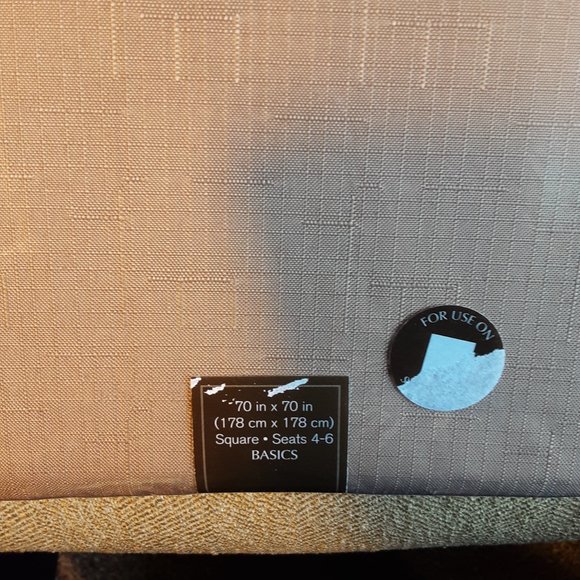 FOR USE ON
70 in x 70 in
(178 cm x 178 cm)
Square • Seats 4-6
BASICS